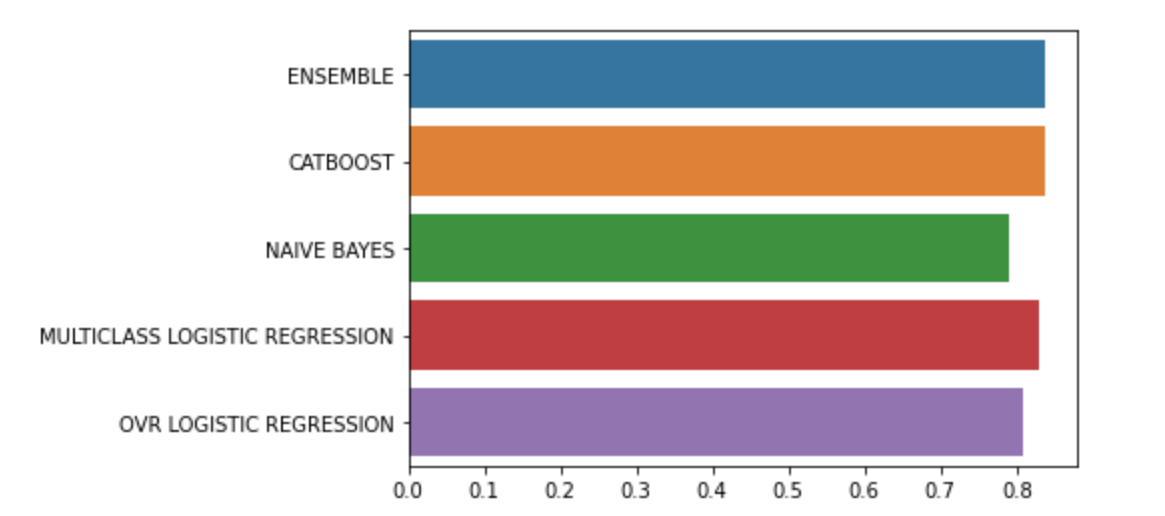 ENSEMBLE
CATBOOST
NAIVE BAYES
MULTICLASS LOGISTIC REGRESSION
OVR LOGISTIC REGRESSION
0.0 0.1 0.2 0.3 0.4 0.5 0.6 0.7 0.8